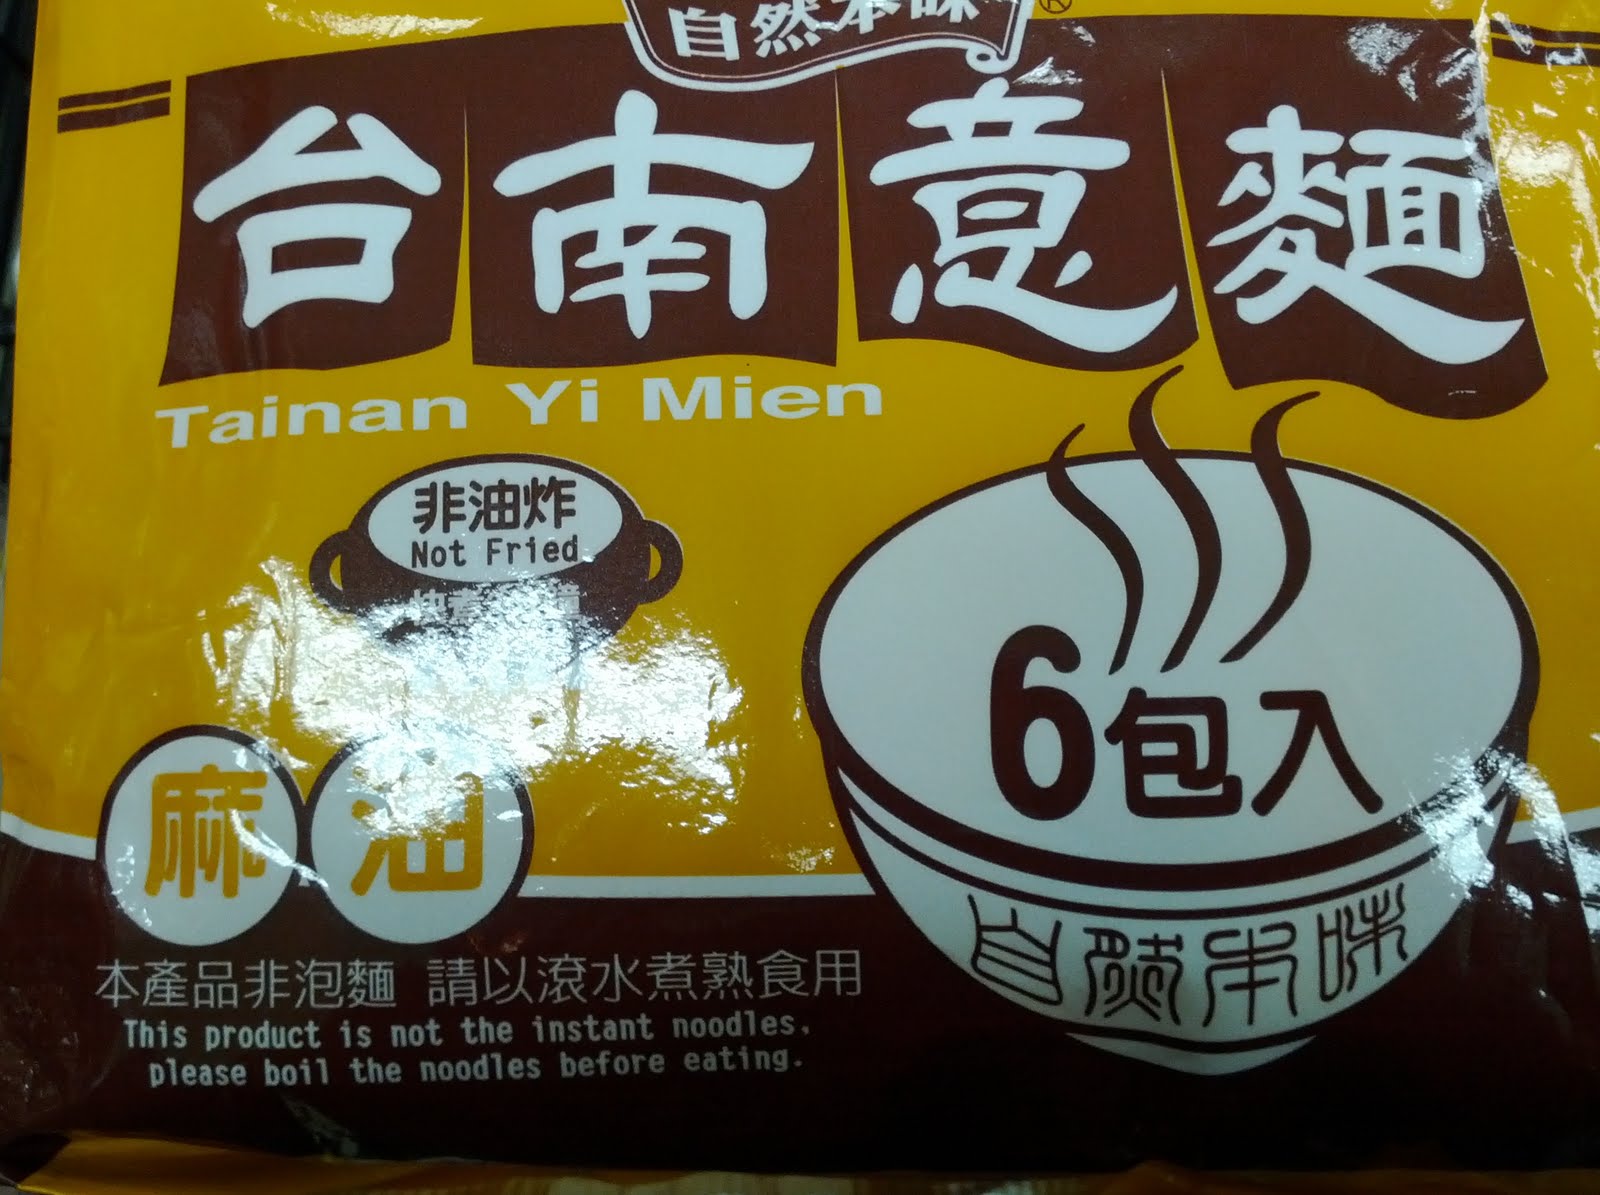 自然本味®
台南意麵
Tainan Yi Mien
非油炸
Not Fried
6包入
麻油
自然本味
本產品非泡麵 請以滾水煮熟食用
This product is not the instant noodles.
please boil the noodles before eating.